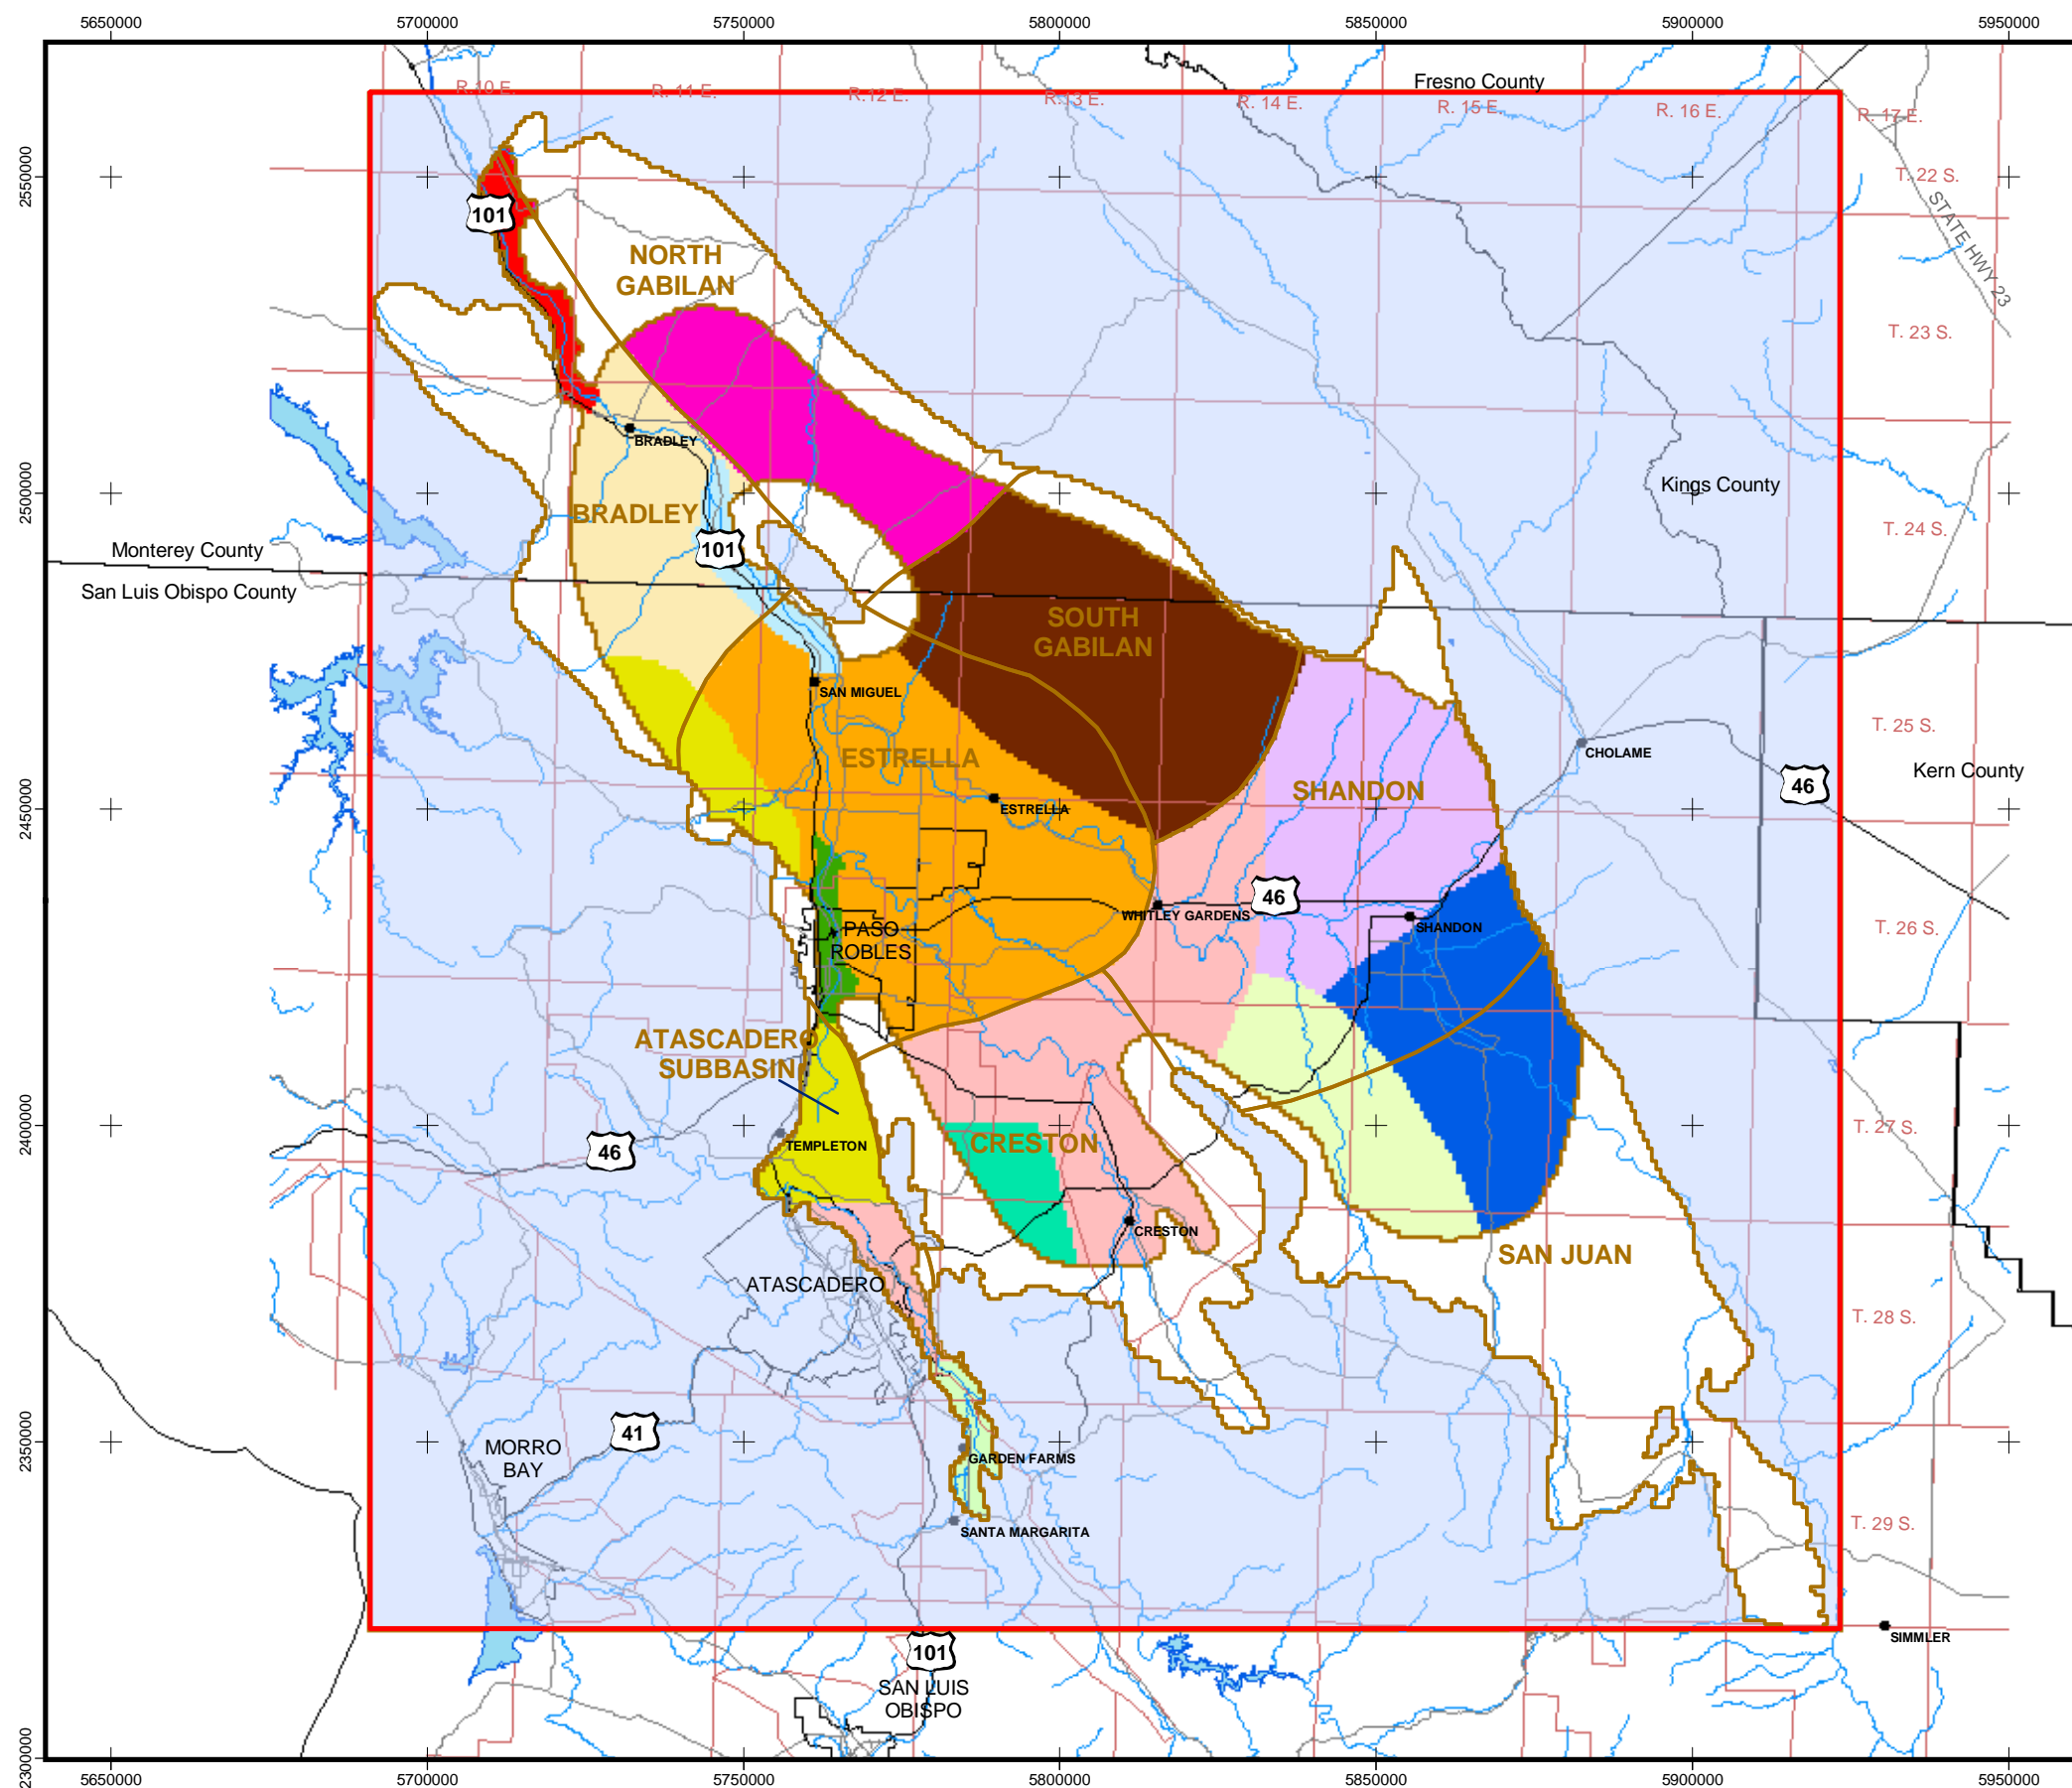 5650000
5700000
5750000
5800000
5850000
5900000
5950000
Fresno County
R.10 E.
R. 11 E.
R.12 E.
R. 13 E.
R. 14 E.
R. 15 E.
R. 16 E.
R. 17 E.
2550000
T. 22 S.
STATE HWY 23
101
NORTH
GABILAN
T. 23 S.
BRADLEY
2500000
Kings County
BRADLEY
T. 24 S.
101
Monterey County
San Luis Obispo County
SOUTH
GABILAN
SAN MIGUEL
T. 25 S.
ESTRELLA
CHOLAME
Kern County
46
SHANDON
2450000
ESTRELLA
46
WHITLEY GARDENS
SHANDON
T. 26 S.
PASO
ROBLES
ATASCADERO
SUBBASIN
2400000
T. 27 S.
46
TEMPLETON
CRESTON
CRESTON
SAN JUAN
ATASCADERO
T. 28 S.
41
2350000
MORRO
BAY
GARDEN FARMS
T. 29 S.
SANTA MARGARITA
SIMMLER
101
SAN LUIS
OBISPO
2300000
5650000
5700000
5750000
5800000
5850000
5900000
5950000